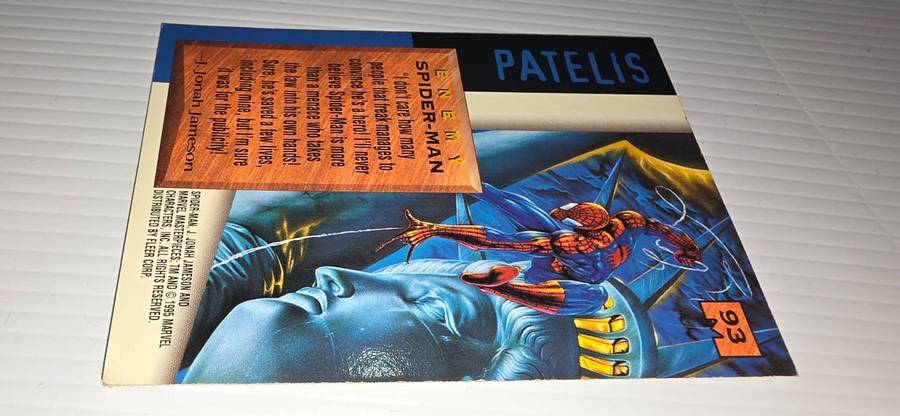 PATELIS
ENEMY
SPIDER-MAN
"I don't care how many
people that freak manages to
convince he's a hero! I'll never
believe Spider-Man is more
than a menace who takes
the law into his own hands!
Sure, he's saved a few lives,
including mine, but I'm sure
it was for the publicity!"
-J. Jonah Jameson
93
SPIDER-MAN, J. JONAH JAMESON AND
MARVEL MASTERPIECES: TM AND © 1995 MARVEL
CHARACTERS, INC. ALL RIGHTS RESERVED.
DISTRIBUTED BY FLEER CORP.